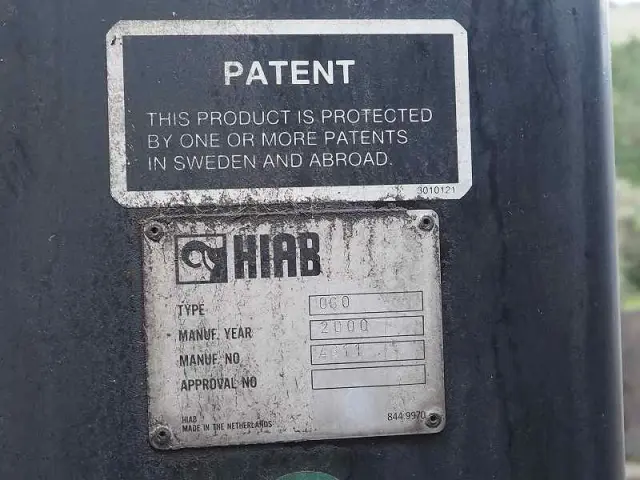 PATENT
THIS PRODUCT IS PROTECTED
BY ONE OR MORE PATENTS
IN SWEDEN AND ABROAD.
3010121
HIAB
TYPE 060
MANUF. YEAR 2000
MANUF. NO
APPROVAL NO
HIAB
MADE IN THE NETHERLANDS
844 9970